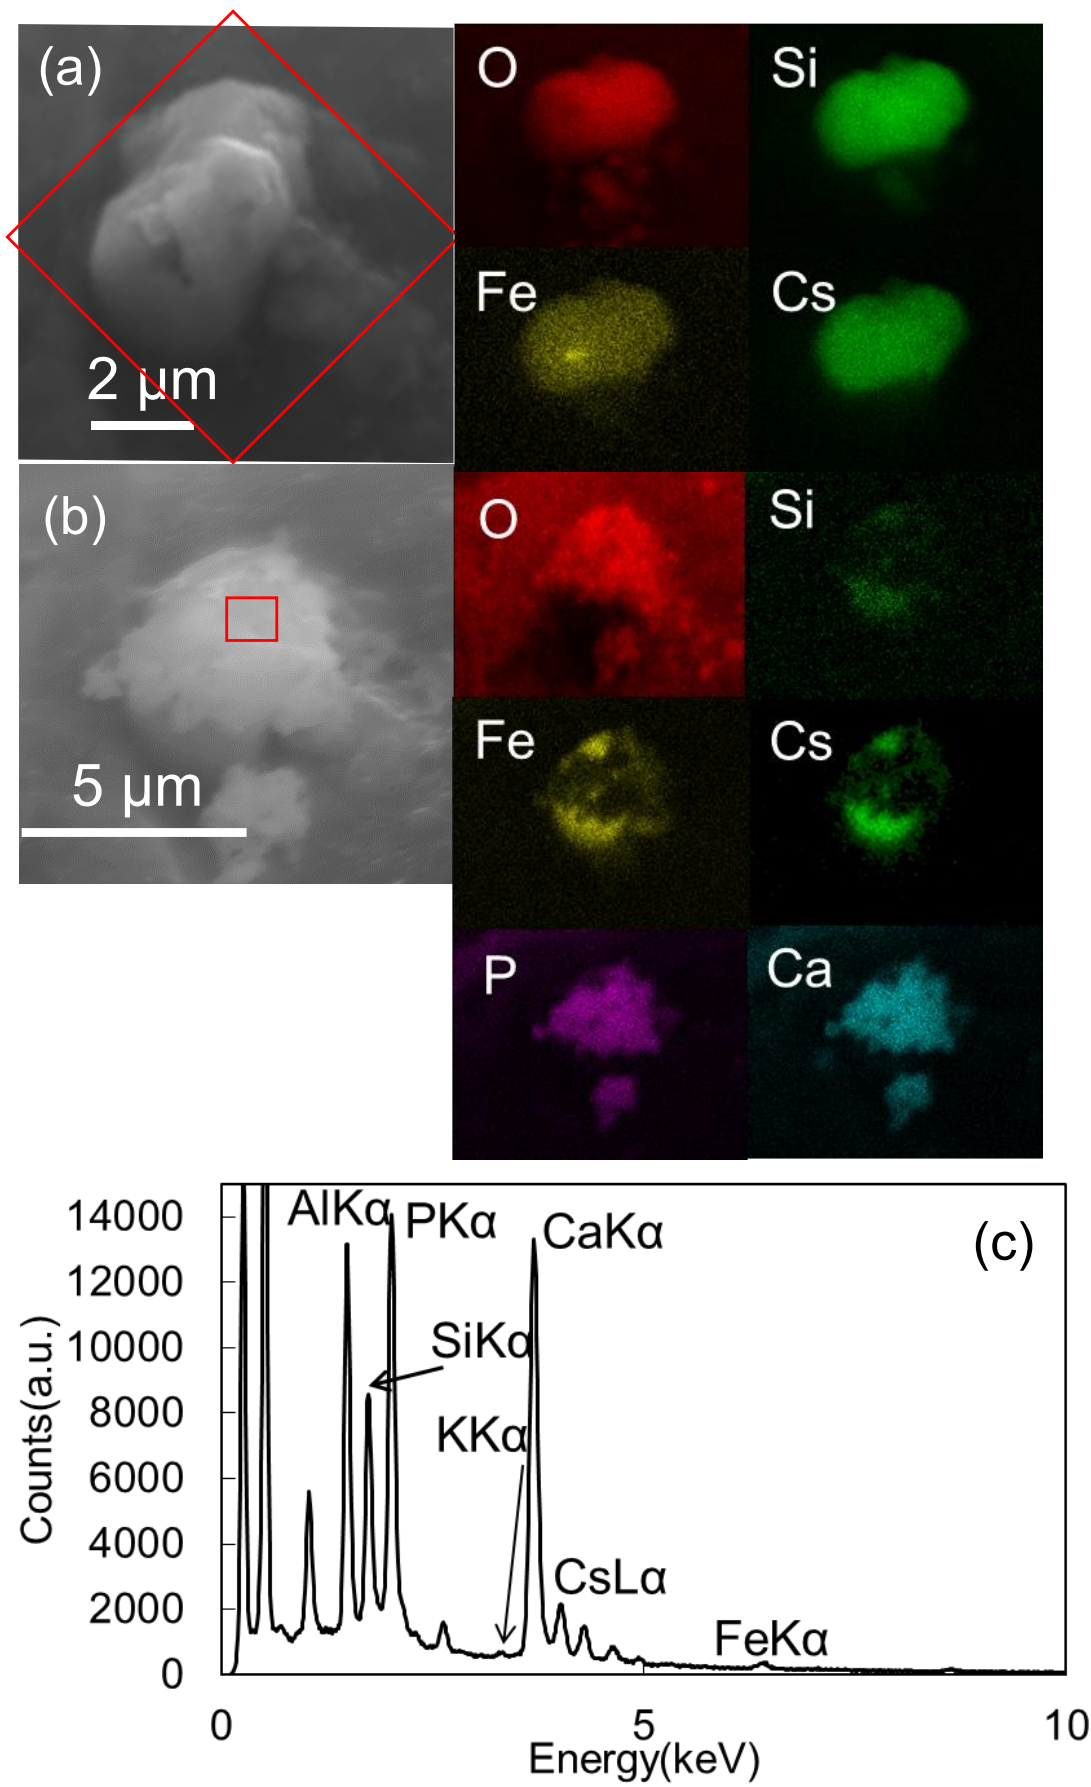 (a)
2 μm
O
Si
Fe
Cs
(b)
5 μm
O
Si
Fe
Cs
P
Ca
(c)
AlKα
PKα
CaKα
SiKα
KKα
CsLα
FeKα
Counts(a.u.)
14000
12000
10000
8000
6000
4000
2000
0
0 5 10
Energy(keV)